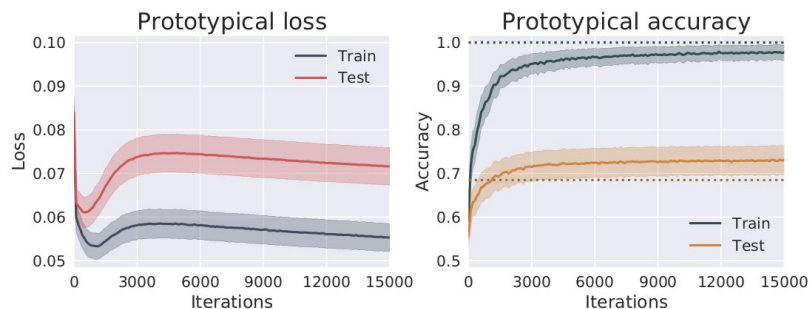 Prototypical loss
0.10
0.09
0.08
0.07
0.06
0.05
Loss
Train
Test
0 3000 6000 9000 12000 15000
Iterations
Prototypical accuracy
1.0
0.9
0.8
0.7
0.6
0.5
Accuracy
Train
Test
0 3000 6000 9000 12000 15000
Iterations